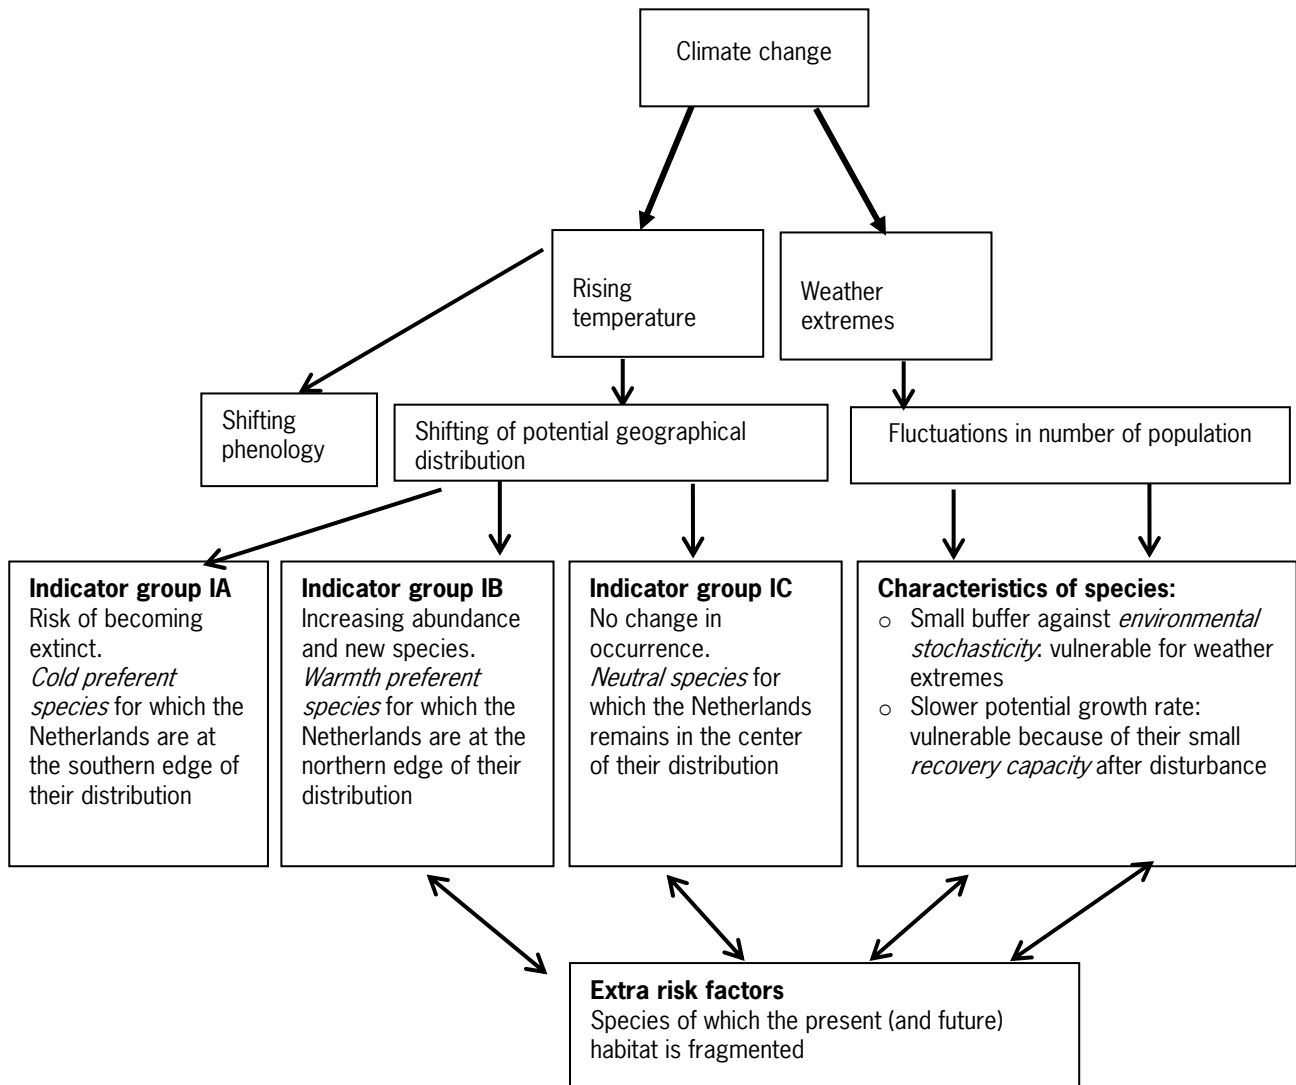 Climate change
Rising
temperature
Weather
extremes
Shifting
phenology
Shifting of potential geographical
distribution
Fluctuations in number of population
Indicator group IA
Risk of becoming
extinct.
Cold preferent
species for which the
Netherlands are at
the southern edge of
their distribution
Indicator group IB
Increasing abundance
and new species.
Warmth preferent
species for which the
Netherlands are at the
northern edge of their
distribution
Indicator group IC
No change in
occurrence.
Neutral species for
which the Netherlands
remains in the center
of their distribution
Characteristics of species:
o Small buffer against environmental
stochasticity: vulnerable for weather
extremes
o Slower potential growth rate:
vulnerable because of their small
recovery capacity after disturbance
Extra risk factors
Species of which the present (and future)
habitat is fragmented